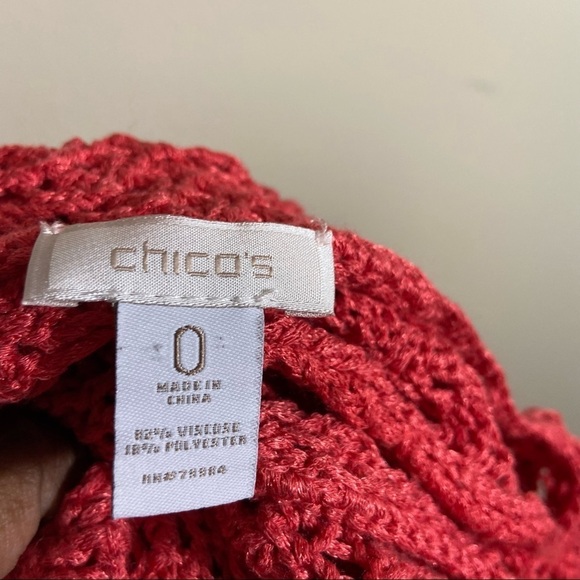 chico's
0
MADE IN
CHINA
82% VISCOSE
18% POLYESTER